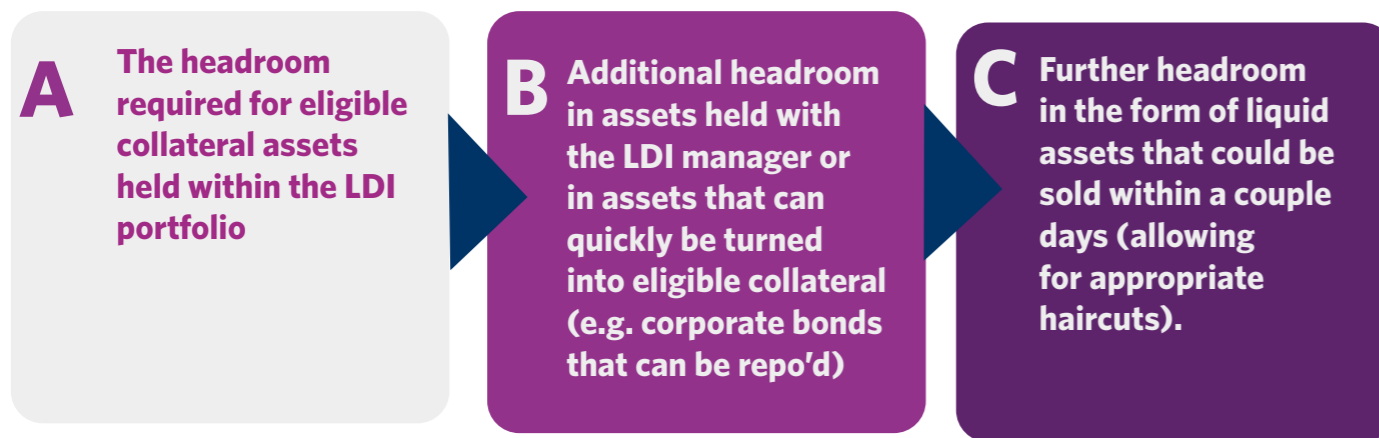 A
The headroom
required for eligible
collateral assets
held within the LDI
portfolio
B
Additional headroom
in assets held with
the LDI manager or
in assets that can
quickly be turned
into eligible collateral
(e.g. corporate bonds
that can be repo’d)
C
Further headroom
in the form of liquid
assets that could be
sold within a couple
days (allowing
for appropriate
haircuts).